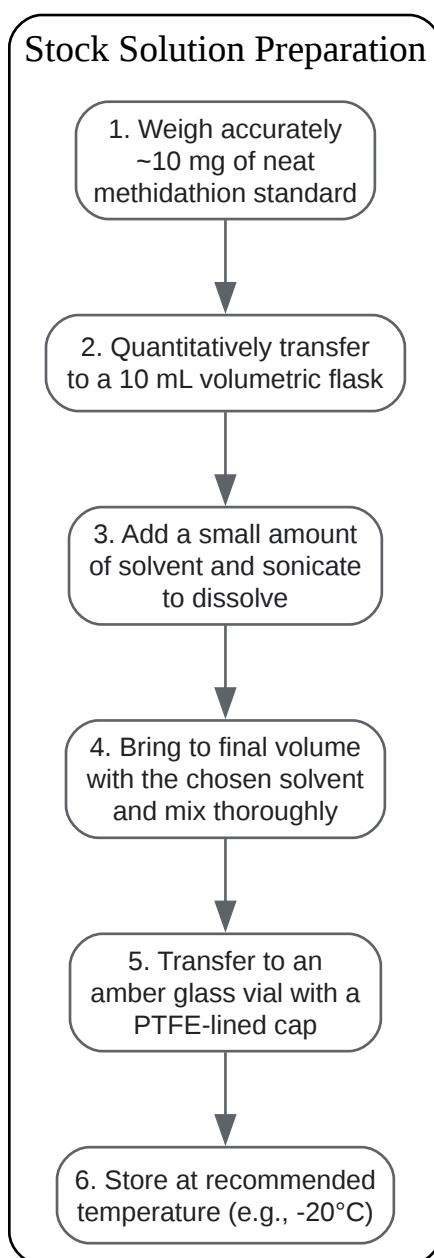 Stock Solution Preparation
1. Weigh accurately
~10 mg of neat
methidathion standard
2. Quantitatively transfer
to a 10 mL volumetric flask
3. Add a small amount
of solvent and sonicate
to dissolve
4. Bring to final volume
with the chosen solvent
and mix thoroughly
5. Transfer to an
amber glass vial with a
PTFE-lined cap
6. Store at recommended
temperature (e.g., -20°C)